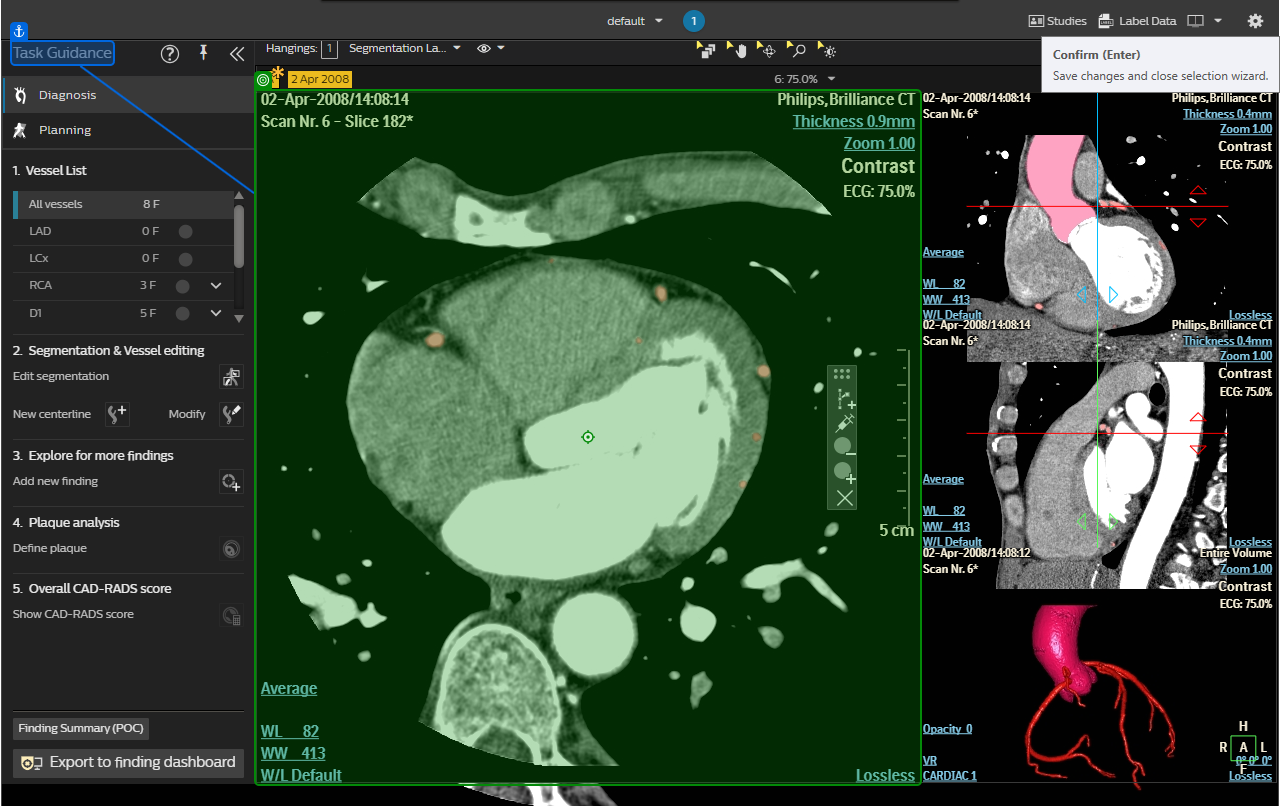 default
1
Studies
Label Data
Task Guidance
Hangings: 1 Segmentation La...
Confirm (Enter)
Save changes and close selection wizard.
2 Apr 2008
6: 75.0%
Diagnosis
Planning
1. Vessel List
All vessels 8 F
LAD 0 F
LCx 0 F
RCA 3 F
D1 5 F
2. Segmentation & Vessel editing
Edit segmentation
New centerline Modify
3. Explore for more findings
Add new finding
4. Plaque analysis
Define plaque
5. Overall CAD-RADS score
Show CAD-RADS score
Finding Summary (POC)
Export to finding dashboard
02-Apr-2008/14:08:14
Scan Nr. 6 - Slice 182*
Philips,Brilliance CT
Thickness 0.9mm
Zoom 1.00
Contrast
ECG: 75.0%
5 cm
Average
WL 82
WW 413
W/L Default
Lossless
02-Apr-2008/14:08:14
Scan Nr. 6*
Philips,Brilliance CT
Thickness 0.4mm
Zoom 1.00
Contrast
ECG: 75.0%
Average
WL 82
WW 413
W/L Default
Lossless
02-Apr-2008/14:08:14
Scan Nr. 6*
Philips,Brilliance CT
Thickness 0.4mm
Zoom 1.00
Contrast
ECG: 75.0%
Average
WL 82
WW 413
W/L Default
Lossless
02-Apr-2008/14:08:12
Scan Nr. 6*
Entire Volume
Zoom 1.00
Contrast
ECG: 75.0%
Opacity 0
VR
CARDIAC 1
H
R A L
F
0° 0° 0°
Lossless